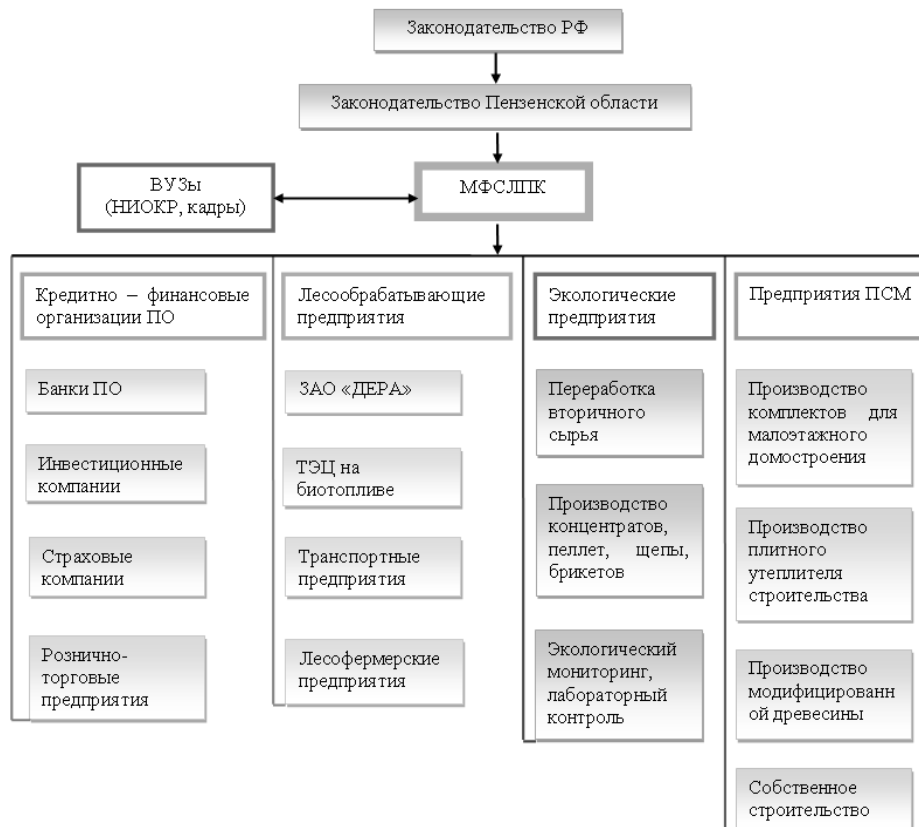 Законодательство РФ
Законодательство Пензенской области
ВУЗы
(НИОКР, кадры)
МФСЛПК
Кредитно – финансовые
организации ПО
Банки ПО
Инвестиционные
компании
Страховые
компании
Рознично-
торговые
предприятия
Лесообрабатывающие
предприятия
ЗАО «ДЕРА»
ТЭЦ на
биотопливе
Транспортные
предприятия
Лесофермерские
предприятия
Экологические
предприятия
Переработка
вторичного
сырья
Производство
концентратов,
пеллет, щепы,
брикетов
Экологический
мониторинг,
лабораторный
контроль
Предприятия ПСМ
Производство
комплектов для
малоэтажного
домостроения
Производство
плитного
утеплителя
строительства
Производство
модифицированн
ой древесины
Собственное
строительство